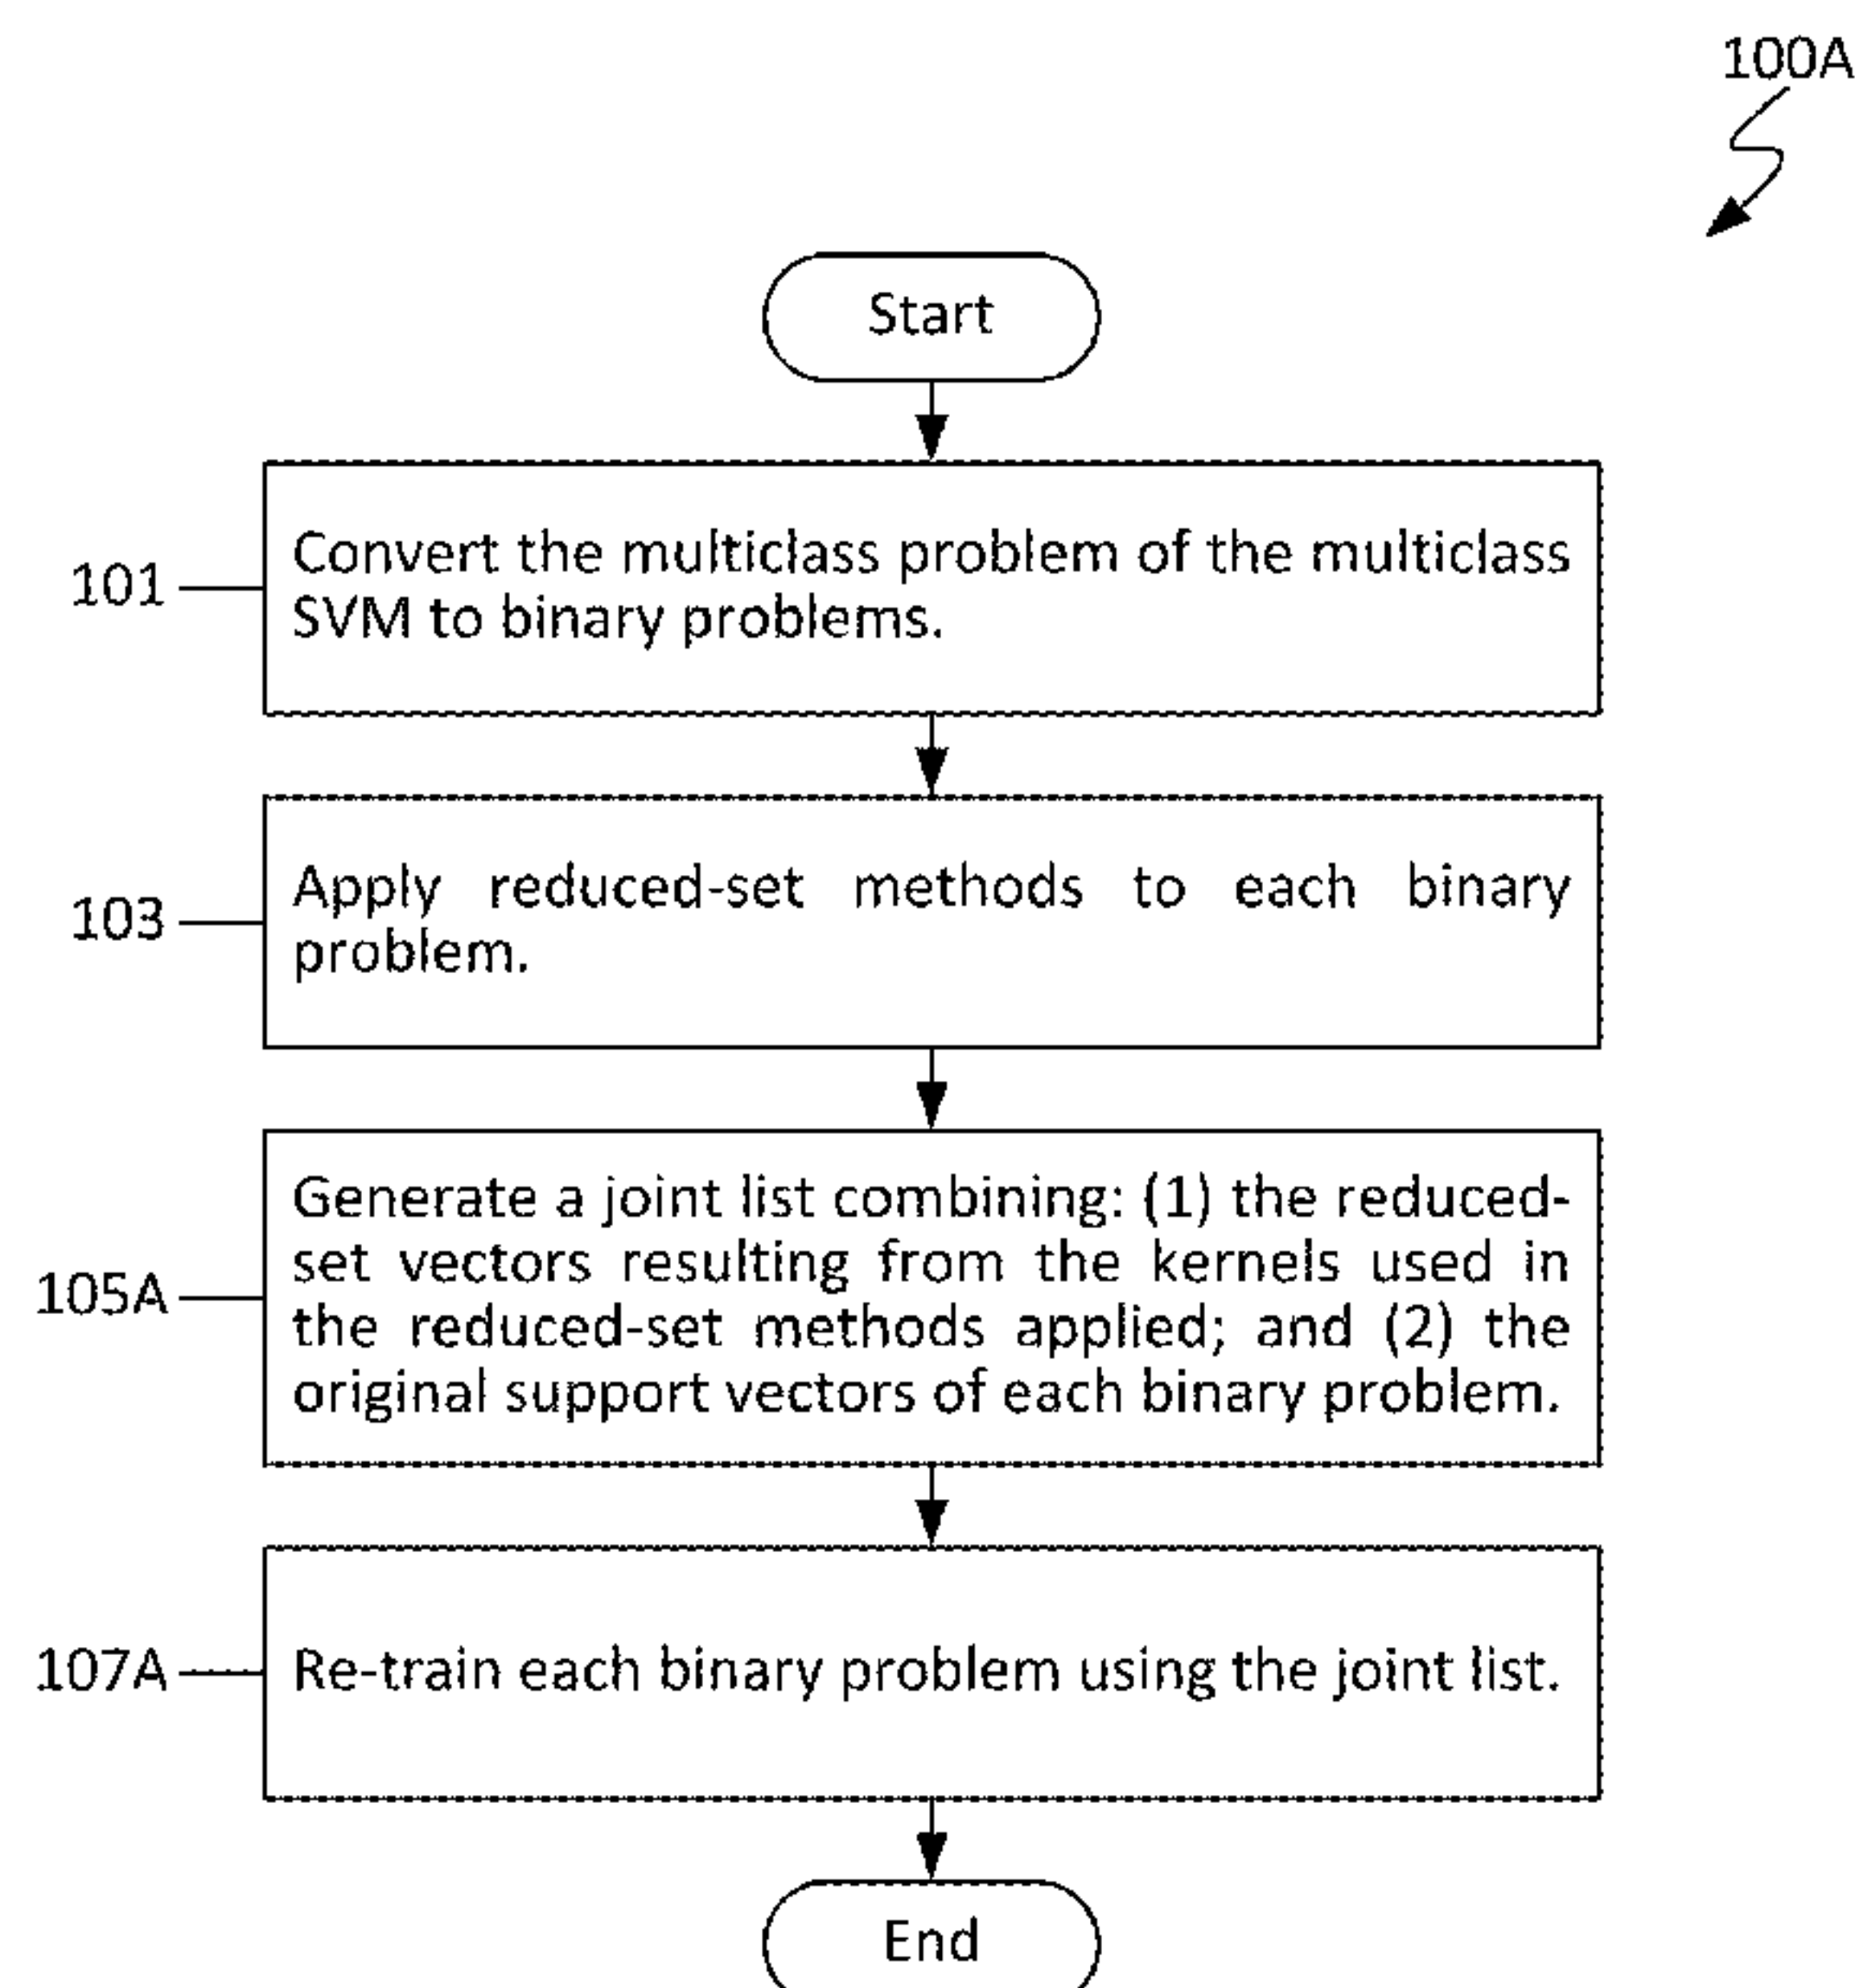 100A
Start
101
Convert the multiclass problem of the multiclass
SVM to binary problems.
103
Apply reduced-set methods to each binary
problem.
105A
Generate a joint list combining: (1) the reduced-
set vectors resulting from the kernels used in
the reduced-set methods applied; and (2) the
original support vectors of each binary problem.
107A
Re-train each binary problem using the joint list.
End